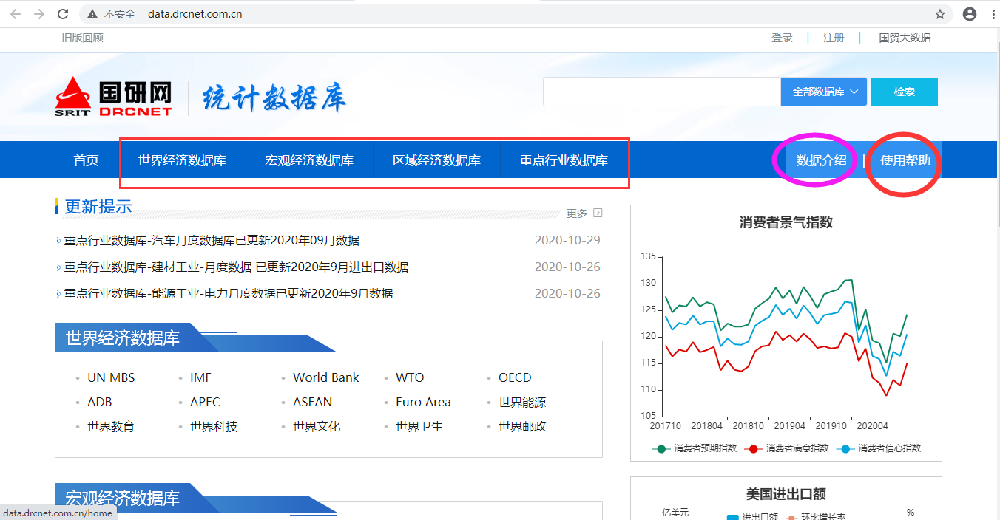 不安全 data.drcnet.com.cn
旧版回顾 登录 | 注册 | 国贸大数据
国研网 统计数据库
SRIT DRCNET
全部数据库 检索
首页 世界经济数据库 宏观经济数据库 区域经济数据库 重点行业数据库 数据介绍 | 使用帮助
更新提示 更多
重点行业数据库-汽车月度数据库已更新2020年09月数据 2020-10-29
重点行业数据库-建材工业-月度数据 已更新2020年9月进出口数据 2020-10-26
重点行业数据库-能源工业-电力月度数据已更新2020年9月数据 2020-10-26
世界经济数据库
UN MBS IMF World Bank WTO OECD
ADB APEC ASEAN Euro Area 世界能源
世界教育 世界科技 世界文化 世界卫生 世界邮政
宏观经济数据库
data.drcnet.com.cn/home
消费者景气指数
135
130
125
120
115
110
105
201710 201804 201810 201904 201910 202004
消费者预期指数 消费者满意指数 消费者信心指数
美国进出口额
亿美元 进出口额 环比增长率 %